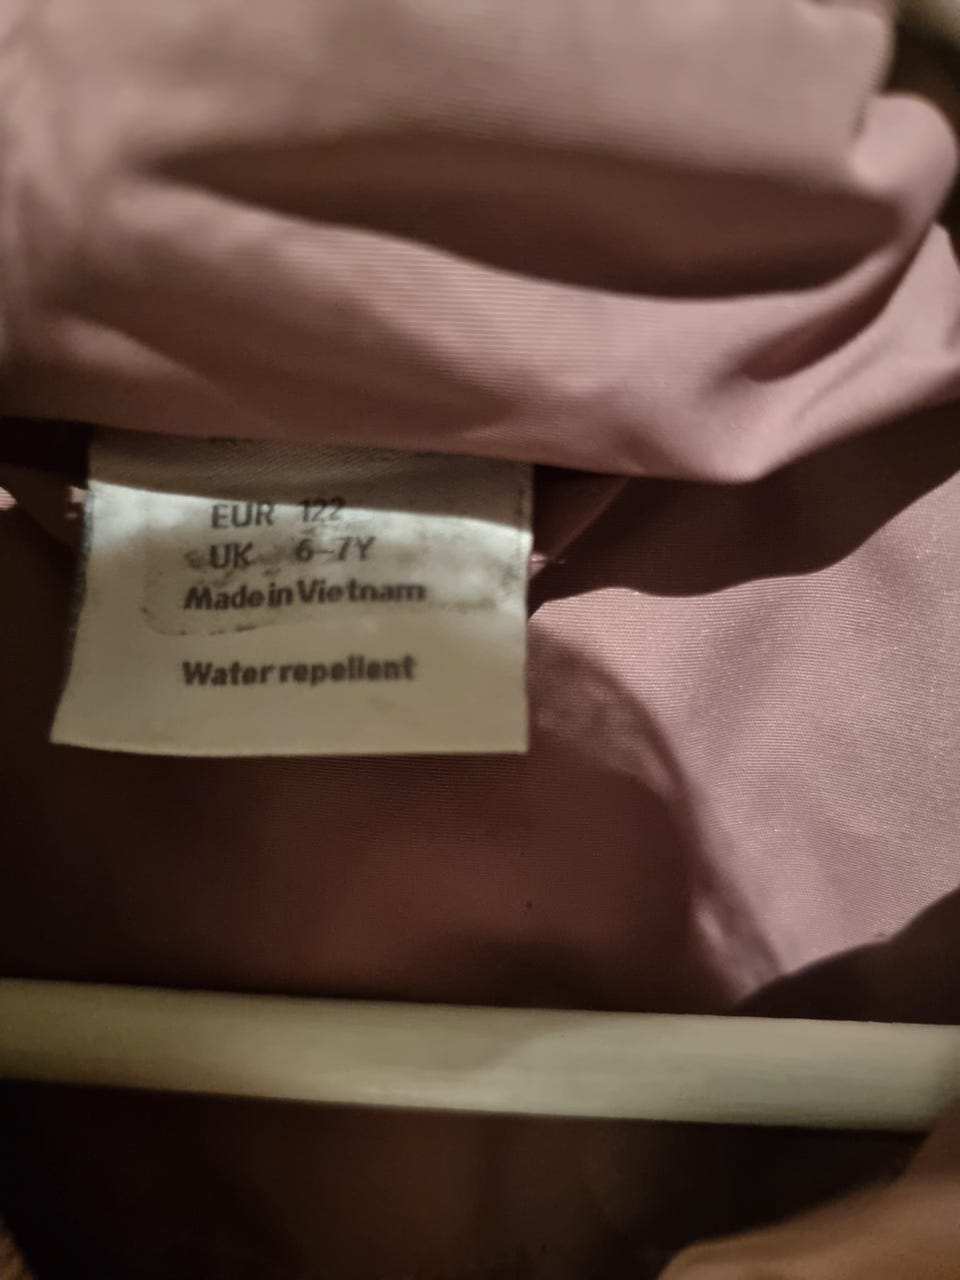 EUR 122
UK 6-7Y
Made in Vietnam
Water repellent